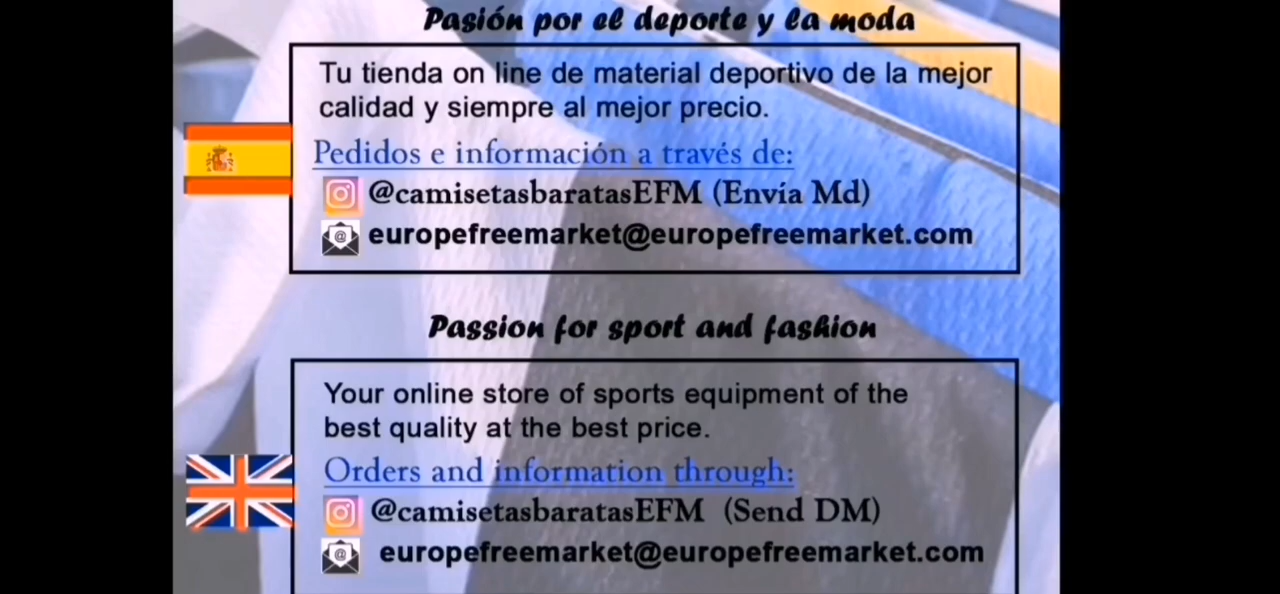 Pasión por el deporte y la moda
Tu tienda on line de material deportivo de la mejor
calidad y siempre al mejor precio.
Pedidos e información a través de:
@camisetasbaratasEFM (Envía Md)
europefreemarket@europefreemarket.com
Passion for sport and fashion
Your online store of sports equipment of the
best quality at the best price.
Orders and information through:
@camisetasbaratasEFM (Send DM)
europefreemarket@europefreemarket.com